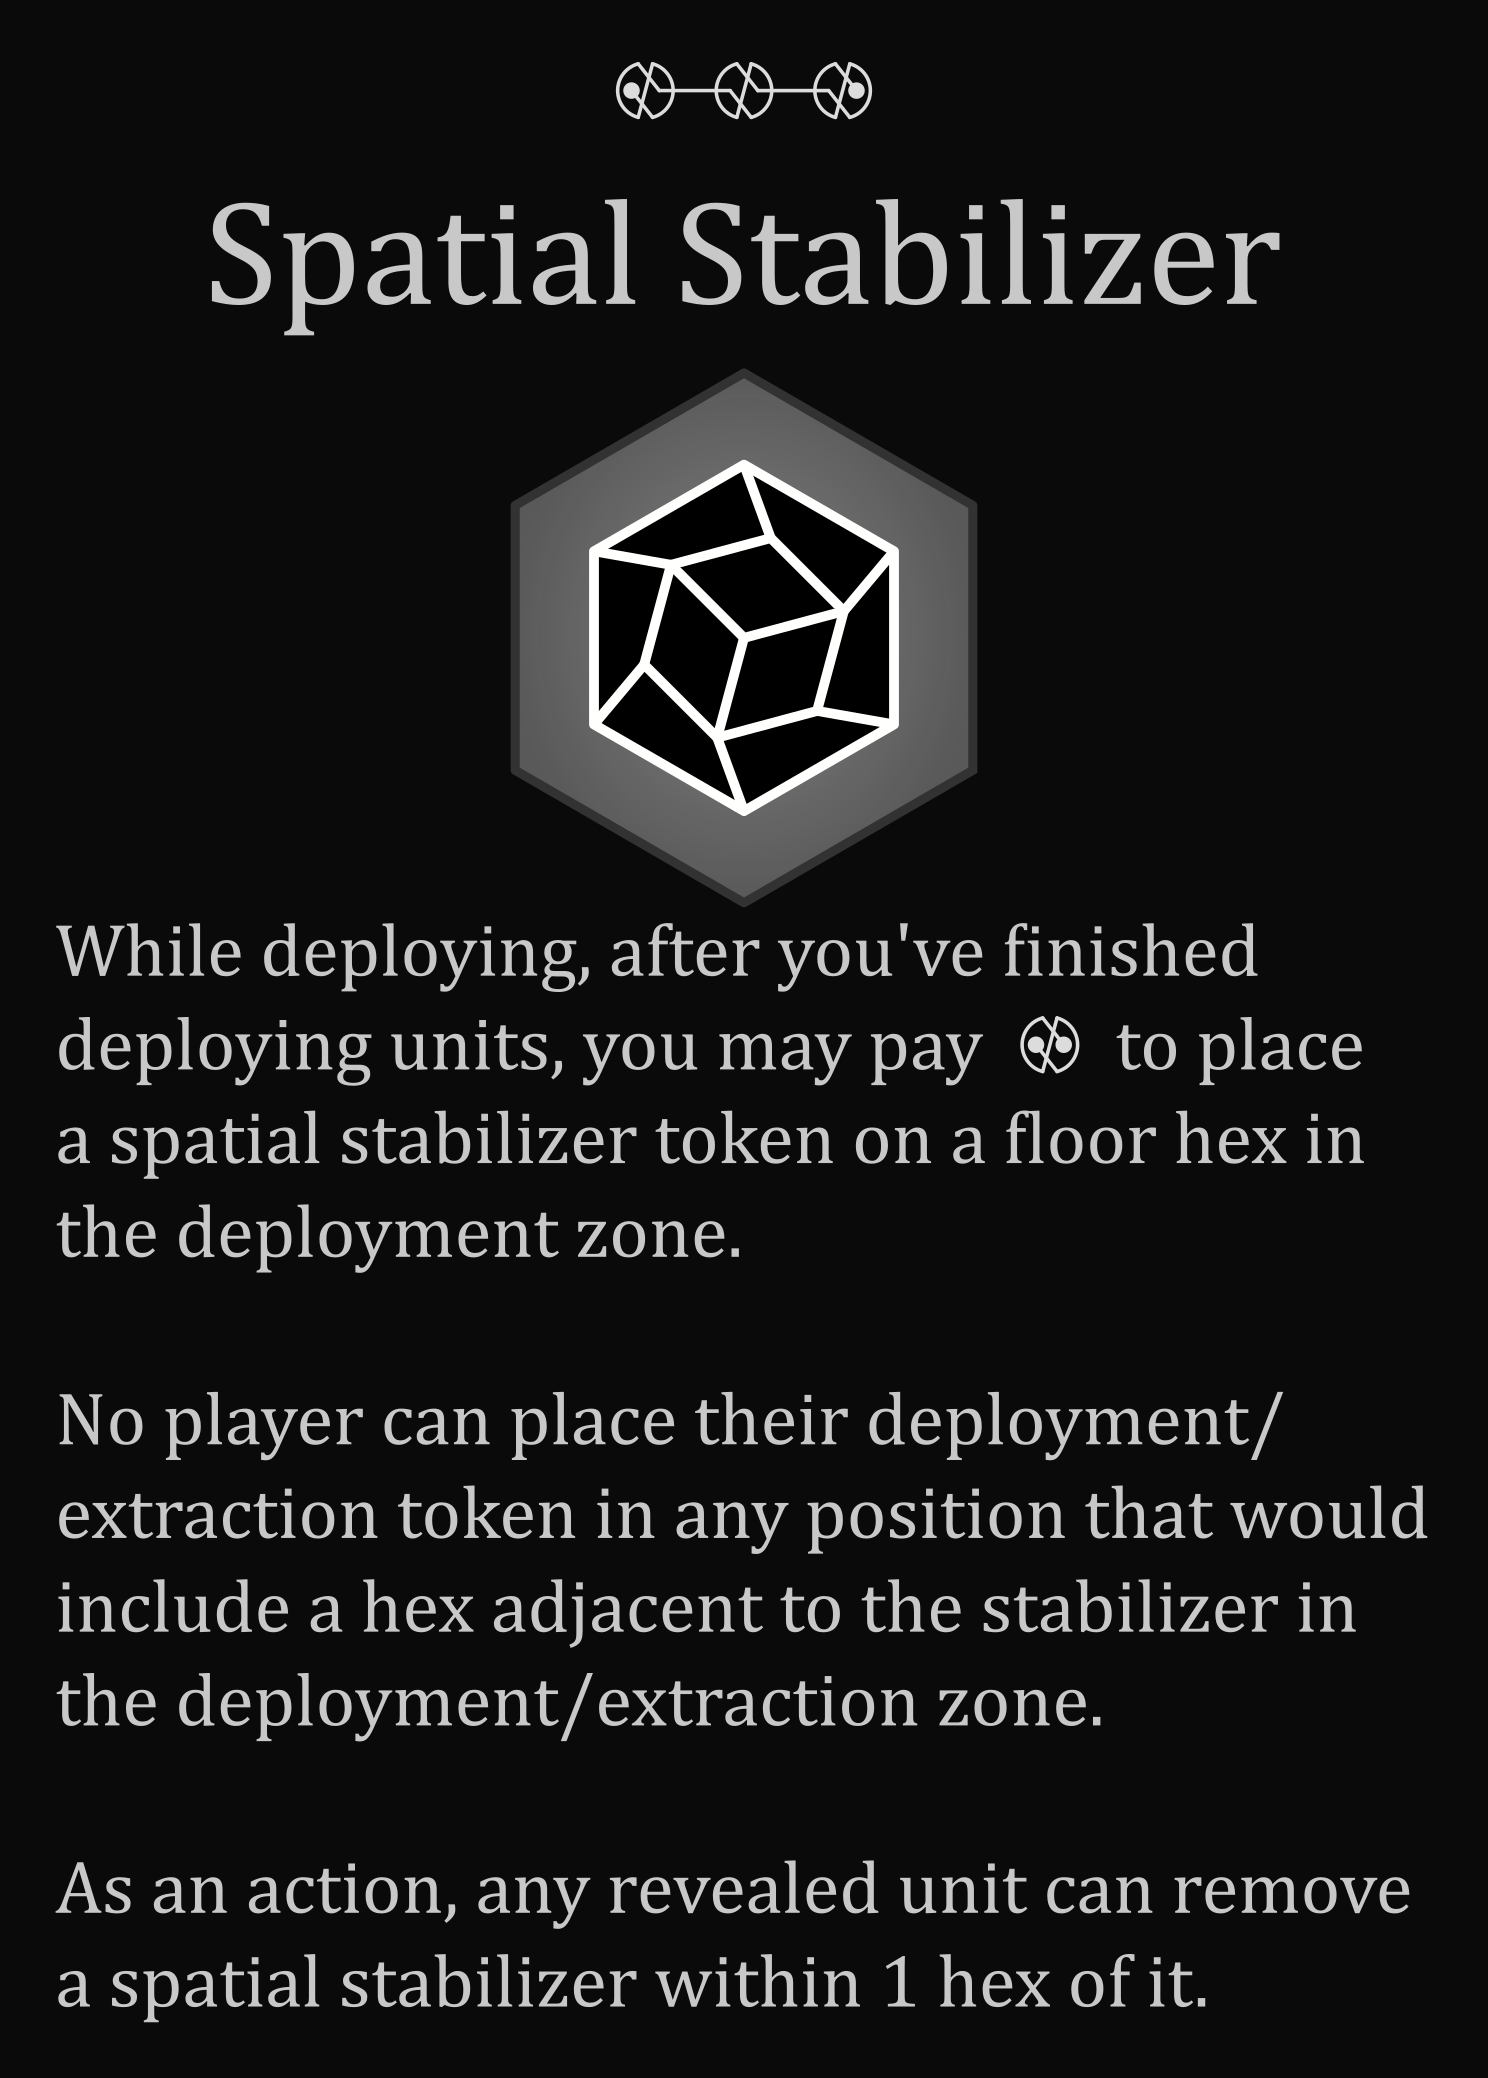 Spatial Stabilizer
While deploying, after you've finished
deploying units, you may pay to place
a spatial stabilizer token on a floor hex in
the deployment zone.
No player can place their deployment/
extraction token in any position that would
include a hex adjacent to the stabilizer in
the deployment/extraction zone.
As an action, any revealed unit can remove
a spatial stabilizer within 1 hex of it.